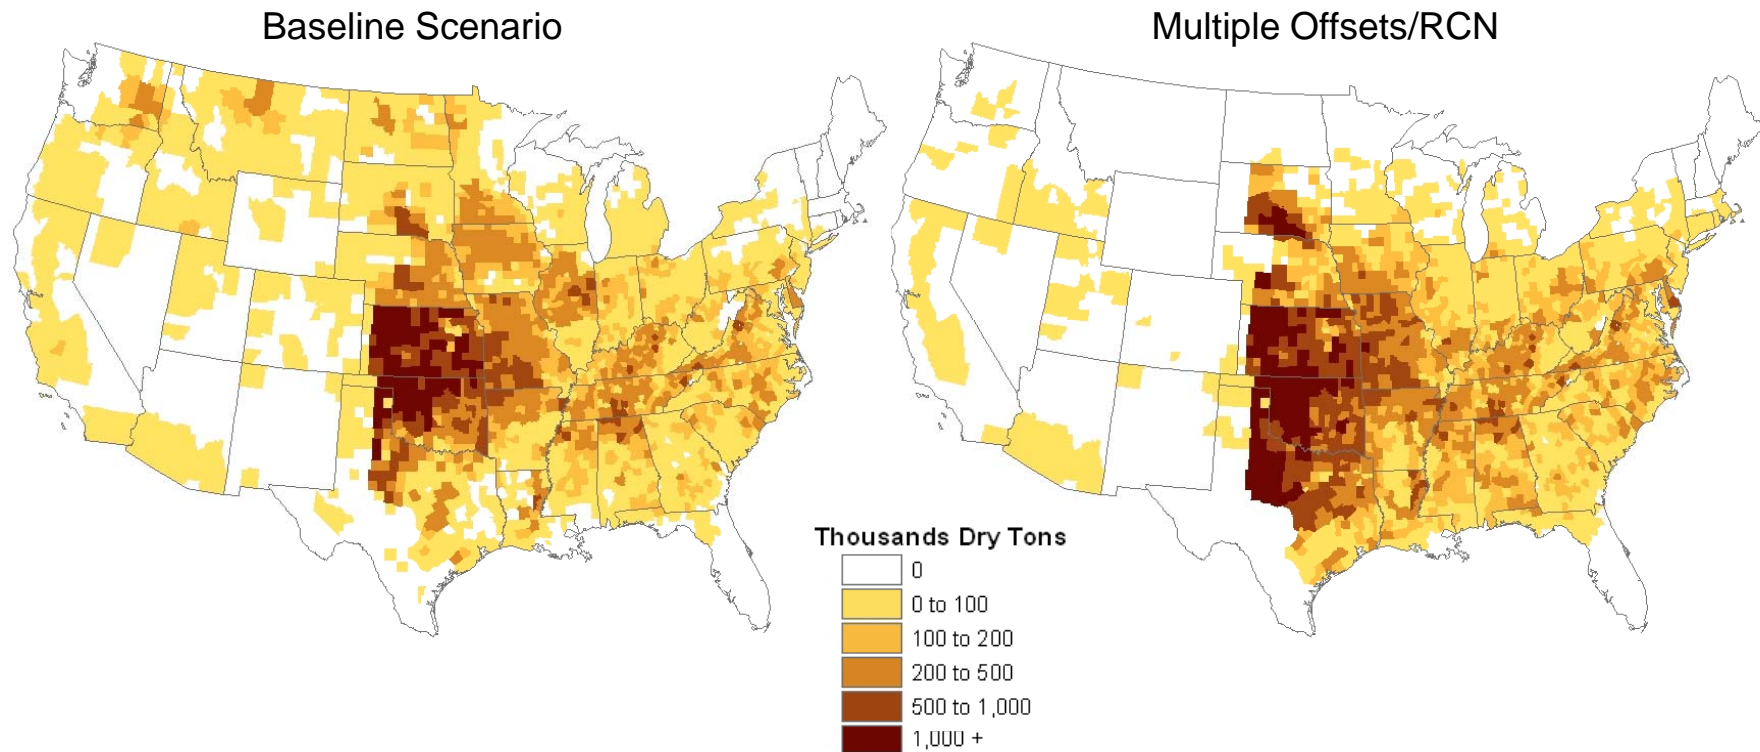 Baseline Scenario
Multiple Offsets/RCN
Thousands Dry Tons
0
0 to 100
100 to 200
200 to 500
500 to 1,000
1,000 +